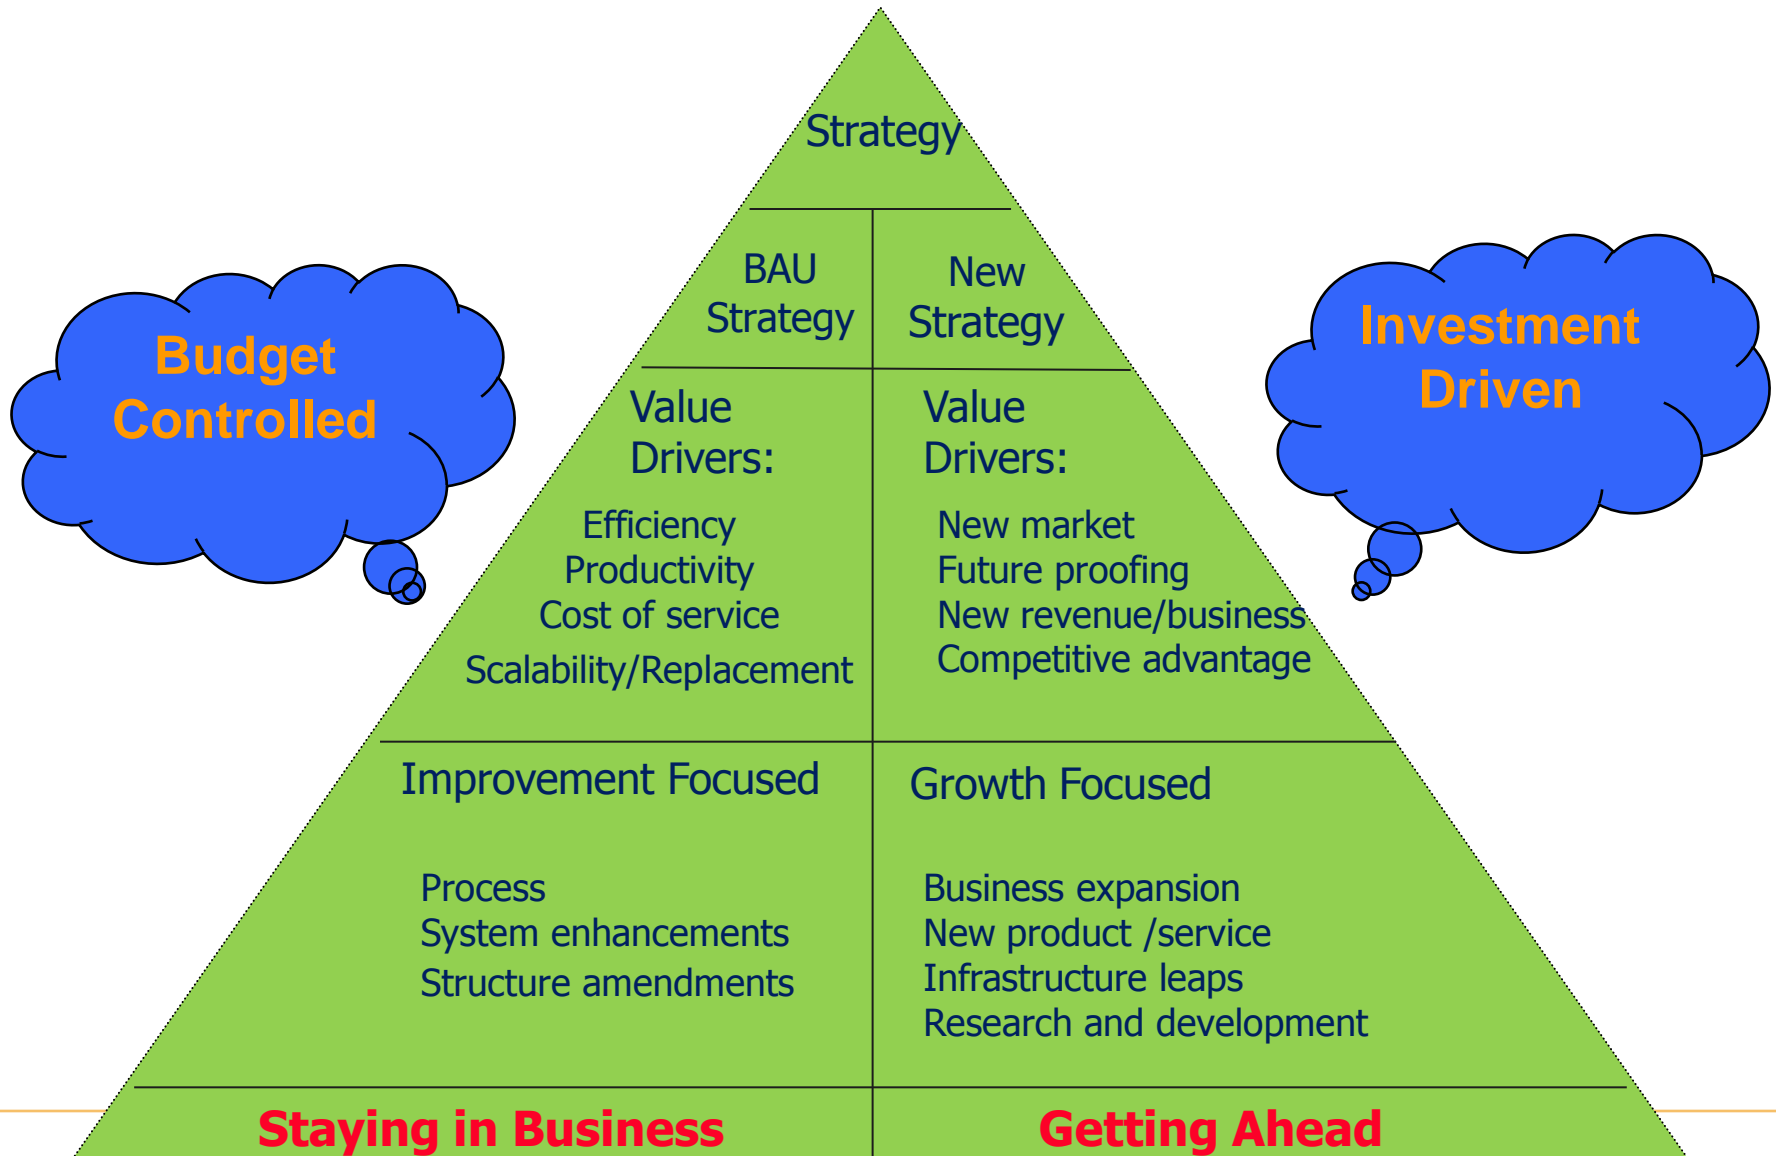 Strategy
BAU
Strategy
New
Strategy
Budget
Controlled
Investment
Driven
Value
Drivers:
Efficiency
Productivity
Cost of service
Scalability/Replacement
Value
Drivers:
New market
Future proofing
New revenue/business
Competitive advantage
Improvement Focused
Process
System enhancements
Structure amendments
Growth Focused
Business expansion
New product /service
Infrastructure leaps
Research and development
Staying in Business
Getting Ahead